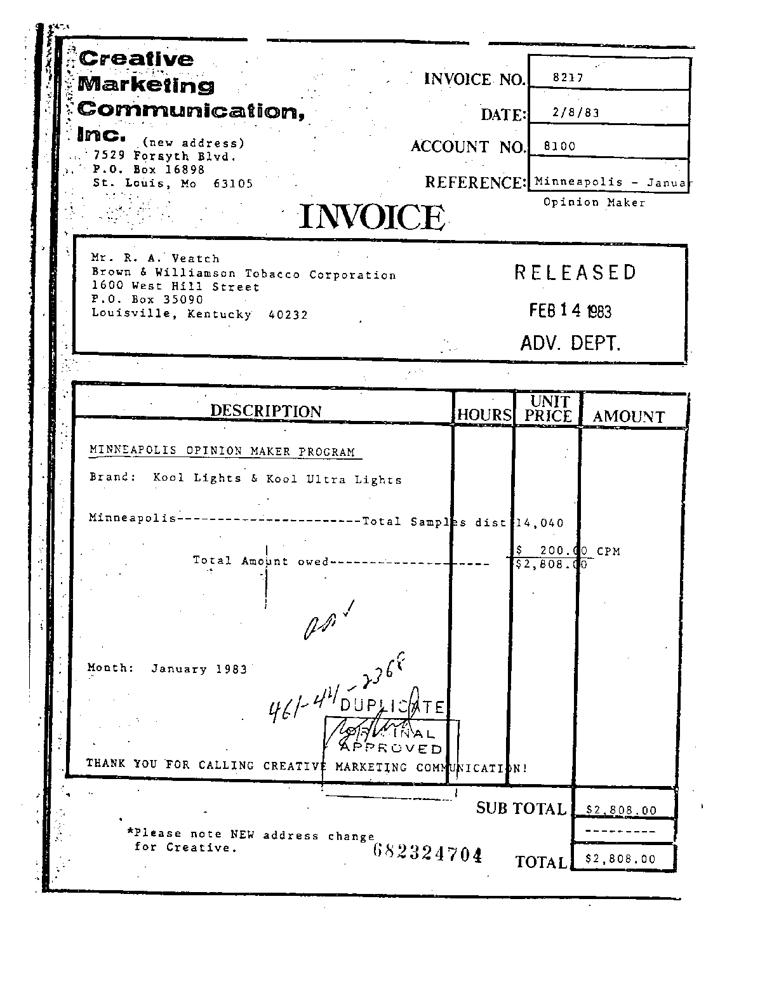 Creative
Marketing
Communication,
Inc. (new address)
7529 Forsyth Blvd.
P.O. Box 16898
St. Louis, Mo 63105
INVOICE NO. 8217
DATE: 2/8/83
ACCOUNT NO. 8100
REFERENCE: Minneapolis - Janua
Opinion Maker
INVOICE
Mr. R. A. Veatch
Brown & Williamson Tobacco Corporation
1600 West Hill Street
P.O. Box 35090
Louisville, Kentucky 40232
RELEASED
FEB 14 1983
ADV. DEPT.
DESCRIPTION HOURS UNIT PRICE AMOUNT
MINNEAPOLIS OPINION MAKER PROGRAM
Brand: Kool Lights & Kool Ultra Lights
Minneapolis-----------------------Total Samples dist 14,040
$ 200.00 CPM
Total Amount owed-------------------- $2,808.00
Month: January 1983
461-44-2368
DUPLICATE
ORIGINAL
APPROVED
THANK YOU FOR CALLING CREATIVE MARKETING COMMUNICATION!
SUB TOTAL $2,808.00
---------
*Please note NEW address change
for Creative.
682324704
TOTAL $2,808.00